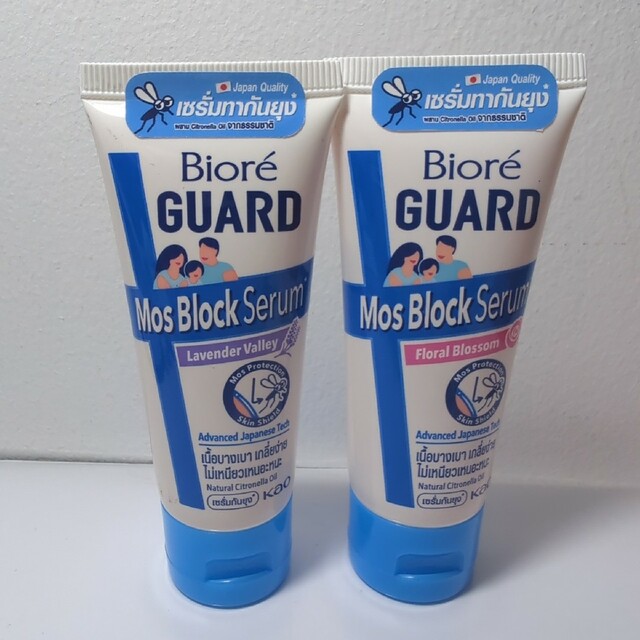 Japan Quality
เซรั่มทากันยุง*
ผสาน Citronella Oil จากธรรมชาติ
Bioré
GUARD
Mos Block Serum
Lavender Valley
Mos Protection
Skin Shield
Advanced Japanese Tech
เนื้อบางเบา เกลี่ยง่าย
ไม่เหนียวเหนอะหนะ
Natural Citronella Oil
เซรั่มกันยุง*
Kao
Japan Quality
เซรั่มทากันยุง*
ผสาน Citronella Oil จากธรรมชาติ
Bioré
GUARD
Mos Block Serum
Floral Blossom
Mos Protection
Skin Shield
Advanced Japanese Tech
เนื้อบางเบา เกลี่ยง่าย
ไม่เหนียวเหนอะหนะ
Natural Citronella Oil
เซรั่มกันยุง*
Kao